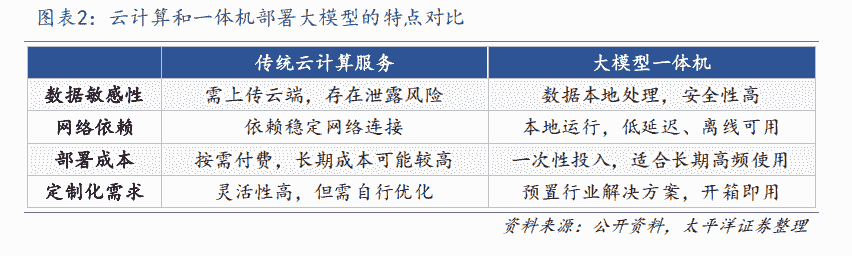 图表2：云计算和一体机部署大模型的特点对比
传统云计算服务 大模型一体机
数据敏感性 需上传云端，存在泄露风险 数据本地处理，安全性高
网络依赖 依赖稳定网络连接 本地运行，低延迟、离线可用
部署成本 按需付费，长期成本可能较高 一次性投入，适合长期高频使用
定制化需求 灵活性高，但需自行优化 预置行业解决方案，开箱即用
资料来源：公开资料，太平洋证券整理